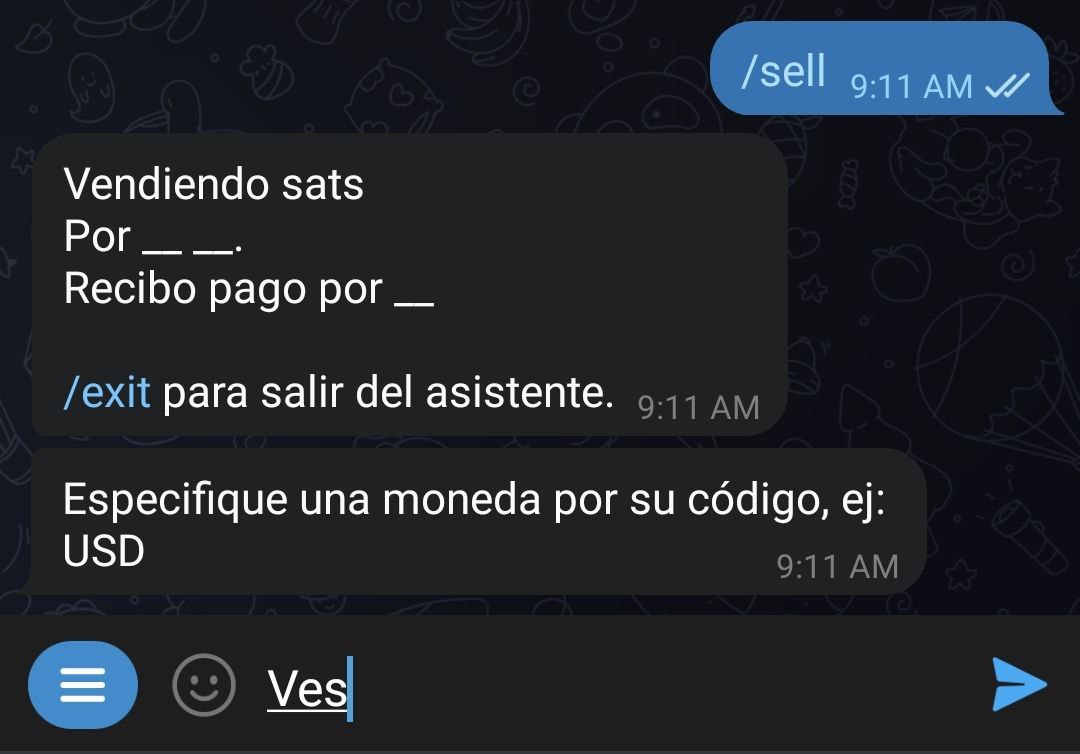 /sell 9:11 AM
Vendiendo sats
Por __ __.
Recibo pago por __
/exit para salir del asistente. 9:11 AM
Especifique una moneda por su código, ej:
USD 9:11 AM
Ves